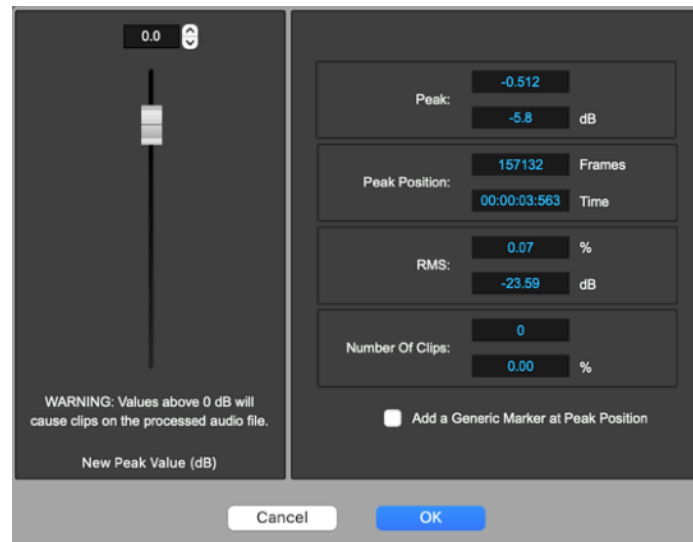 0.0
WARNING: Values above 0 dB will
cause clips on the processed audio file.
New Peak Value (dB)
Peak:
-0.512
-5.8 dB
Peak Position:
157132 Frames
00:00:03:563 Time
RMS:
0.07 %
-23.59 dB
Number Of Clips:
0
0.00 %
Add a Generic Marker at Peak Position
Cancel
OK